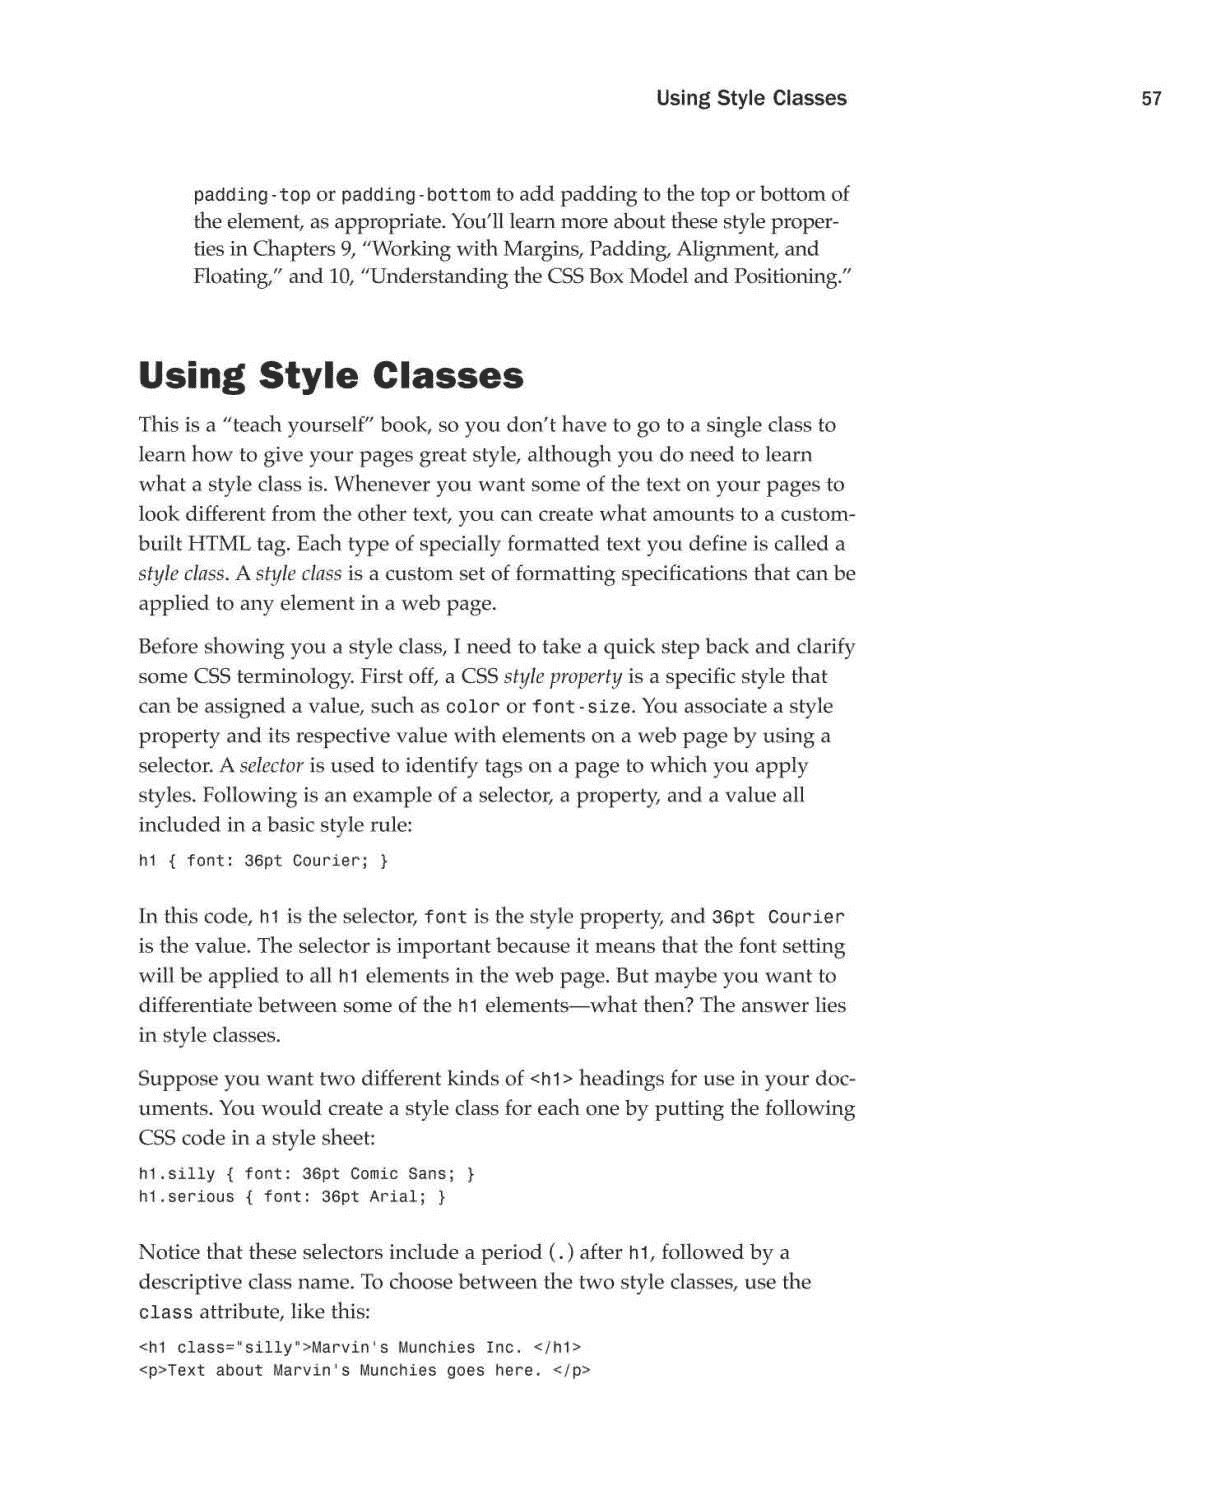 Using Style Classes 57
padding-top or padding-bottom to add padding to the top or bottom of
the element, as appropriate. You'll learn more about these style proper-
ties in Chapters 9, “Working with Margins, Padding, Alignment, and
Floating,” and 10, “Understanding the CSS Box Model and Positioning.”
Using Style Classes
This is a “teach yourself” book, so you don't have to go to a single class to
learn how to give your pages great style, although you do need to learn
what a style class is. Whenever you want some of the text on your pages to
look different from the other text, you can create what amounts to a custom-
built HTML tag. Each type of specially formatted text you define is called a
style class. A style class is a custom set of formatting specifications that can be
applied to any element in a web page.
Before showing you a style class, I need to take a quick step back and clarify
some CSS terminology. First off, a CSS style property is a specific style that
can be assigned a value, such as color or font-size. You associate a style
property and its respective value with elements on a web page by using a
selector. A selector is used to identify tags on a page to which you apply
styles. Following is an example of a selector, a property, and a value all
included in a basic style rule:
h1 { font: 36pt Courier; }
In this code, h1 is the selector, font is the style property, and 36pt Courier
is the value. The selector is important because it means that the font setting
will be applied to all h1 elements in the web page. But maybe you want to
differentiate between some of the h1 elements—what then? The answer lies
in style classes.
Suppose you want two different kinds of <h1> headings for use in your doc-
uments. You would create a style class for each one by putting the following
CSS code in a style sheet:
h1.silly { font: 36pt Comic Sans; }
h1.serious { font: 36pt Arial; }
Notice that these selectors include a period (.) after h1, followed by a
descriptive class name. To choose between the two style classes, use the
class attribute, like this:
<h1 class="silly">Marvin's Munchies Inc. </h1>
<p>Text about Marvin's Munchies goes here. </p>